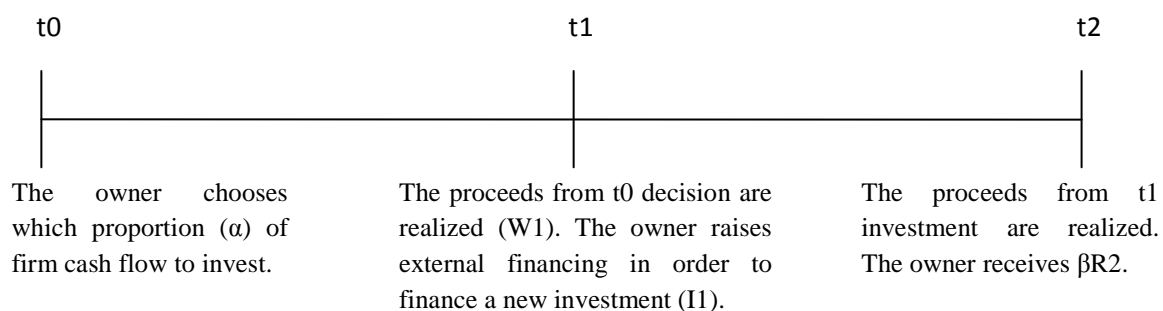 t0
t1
t2
The owner chooses
which proportion (α) of
firm cash flow to invest.
The proceeds from t0 decision are
realized (W1). The owner raises
external financing in order to
finance a new investment (I1).
The proceeds from t1
investment are realized.
The owner receives βR2.